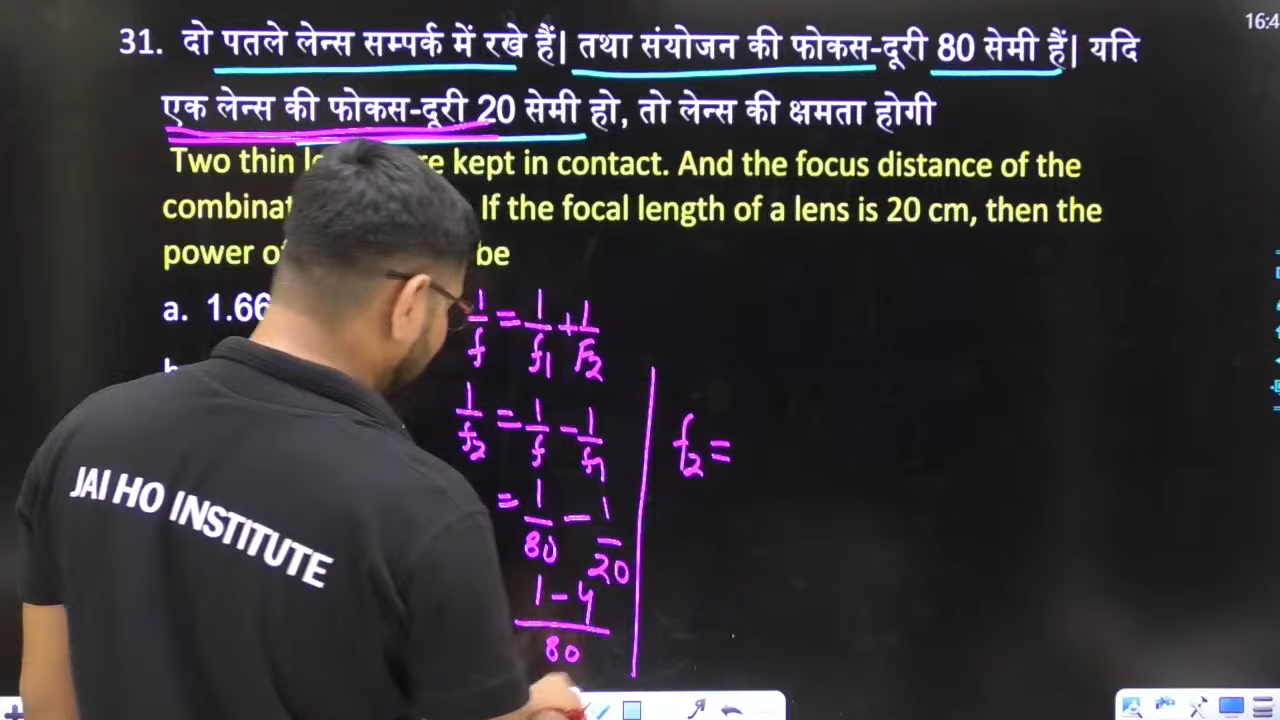 16:4
31. दो पतले लेन्स सम्पर्क में रखे हैं| तथा संयोजन की फोकस-दूरी 80 सेमी हैं| यदि
एक लेन्स की फोकस-दूरी 20 सेमी हो, तो लेन्स की क्षमता होगी
Two thin kept in contact. And the focus distance of the
If the focal length of a lens is 20 cm, then the
power be
a. 1.66
1/f = 1/f1 + 1/F2
1/f2 = 1/f - 1/f1
= 1/80 - 1/20
1-4/80
f2 =
JAI HO INSTITUTE